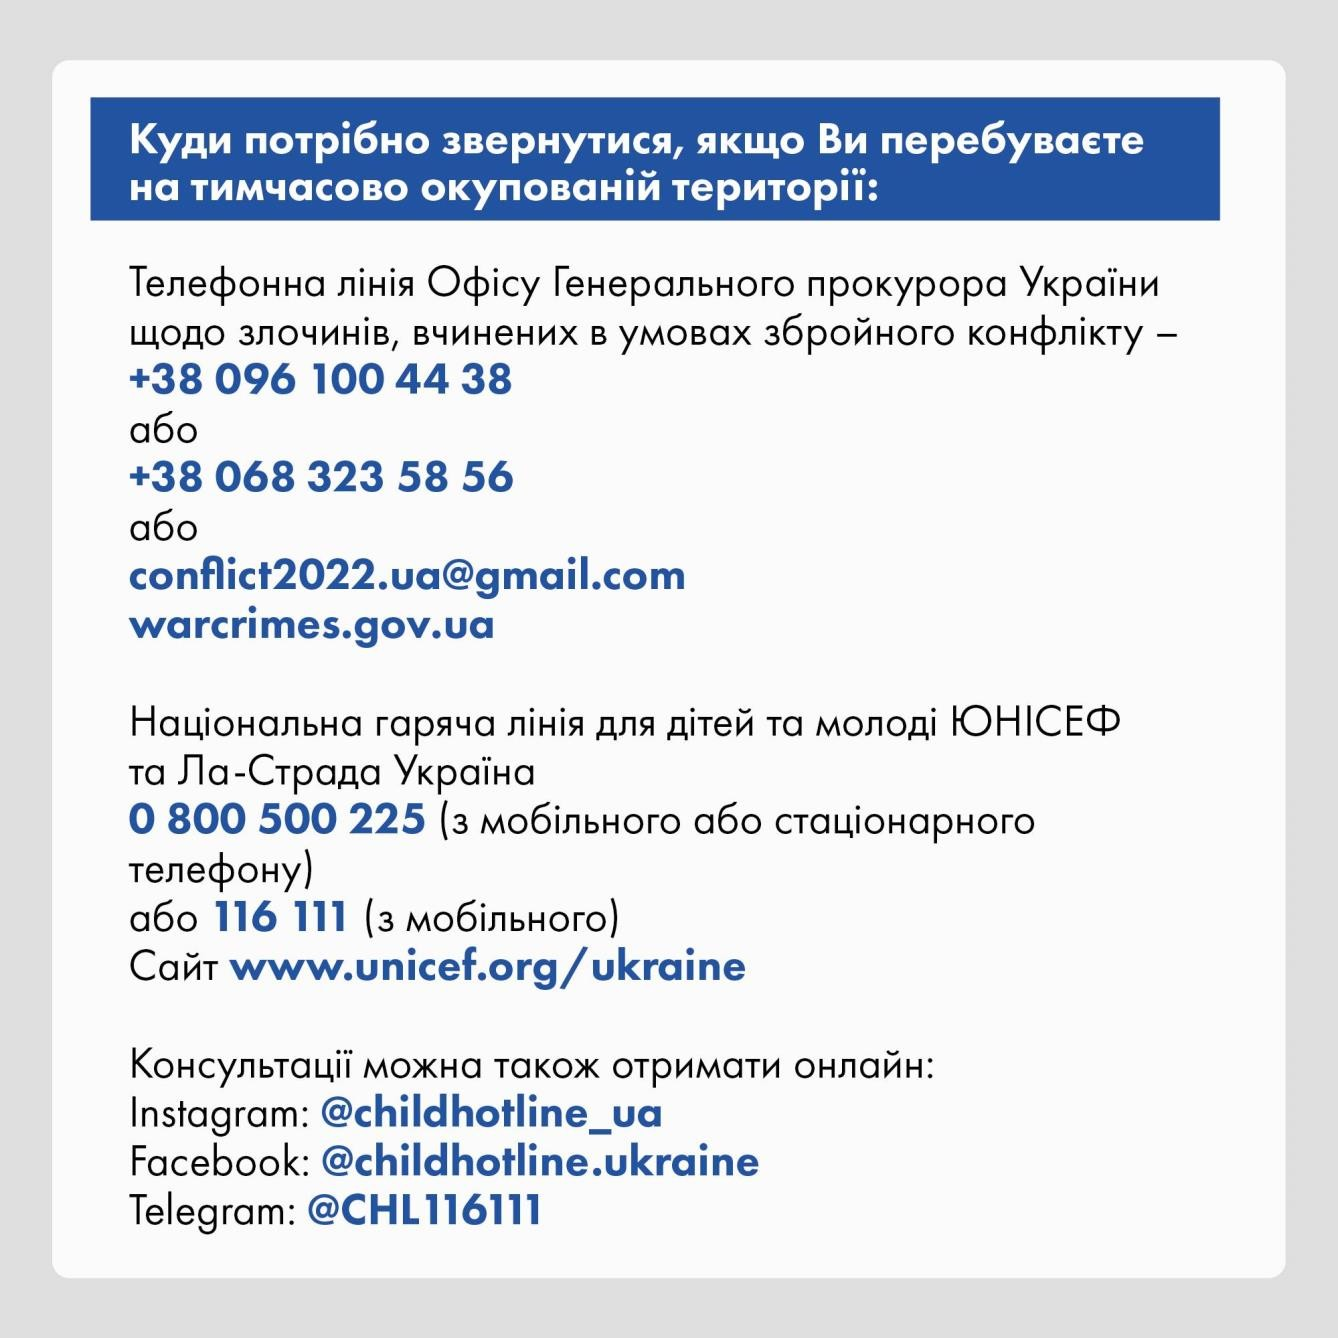 Куди потрібно звернутися, якщо Ви перебуваєте
на тимчасово окупованій території:
Телефонна лінія Офісу Генерального прокурора України
щодо злочинів, вчинених в умовах збройного конфлікту –
+38 096 100 44 38
або
+38 068 323 58 56
або
conflict2022.ua@gmail.com
warcrimes.gov.ua
Національна гаряча лінія для дітей та молоді ЮНІСЕФ
та Ла-Страда Україна
0 800 500 225 (з мобільного або стаціонарного
телефону)
або 116 111 (з мобільного)
Сайт www.unicef.org/ukraine
Консультації можна також отримати онлайн:
Instagram: @childhotline_ua
Facebook: @childhotline.ukraine
Telegram: @CHL116111